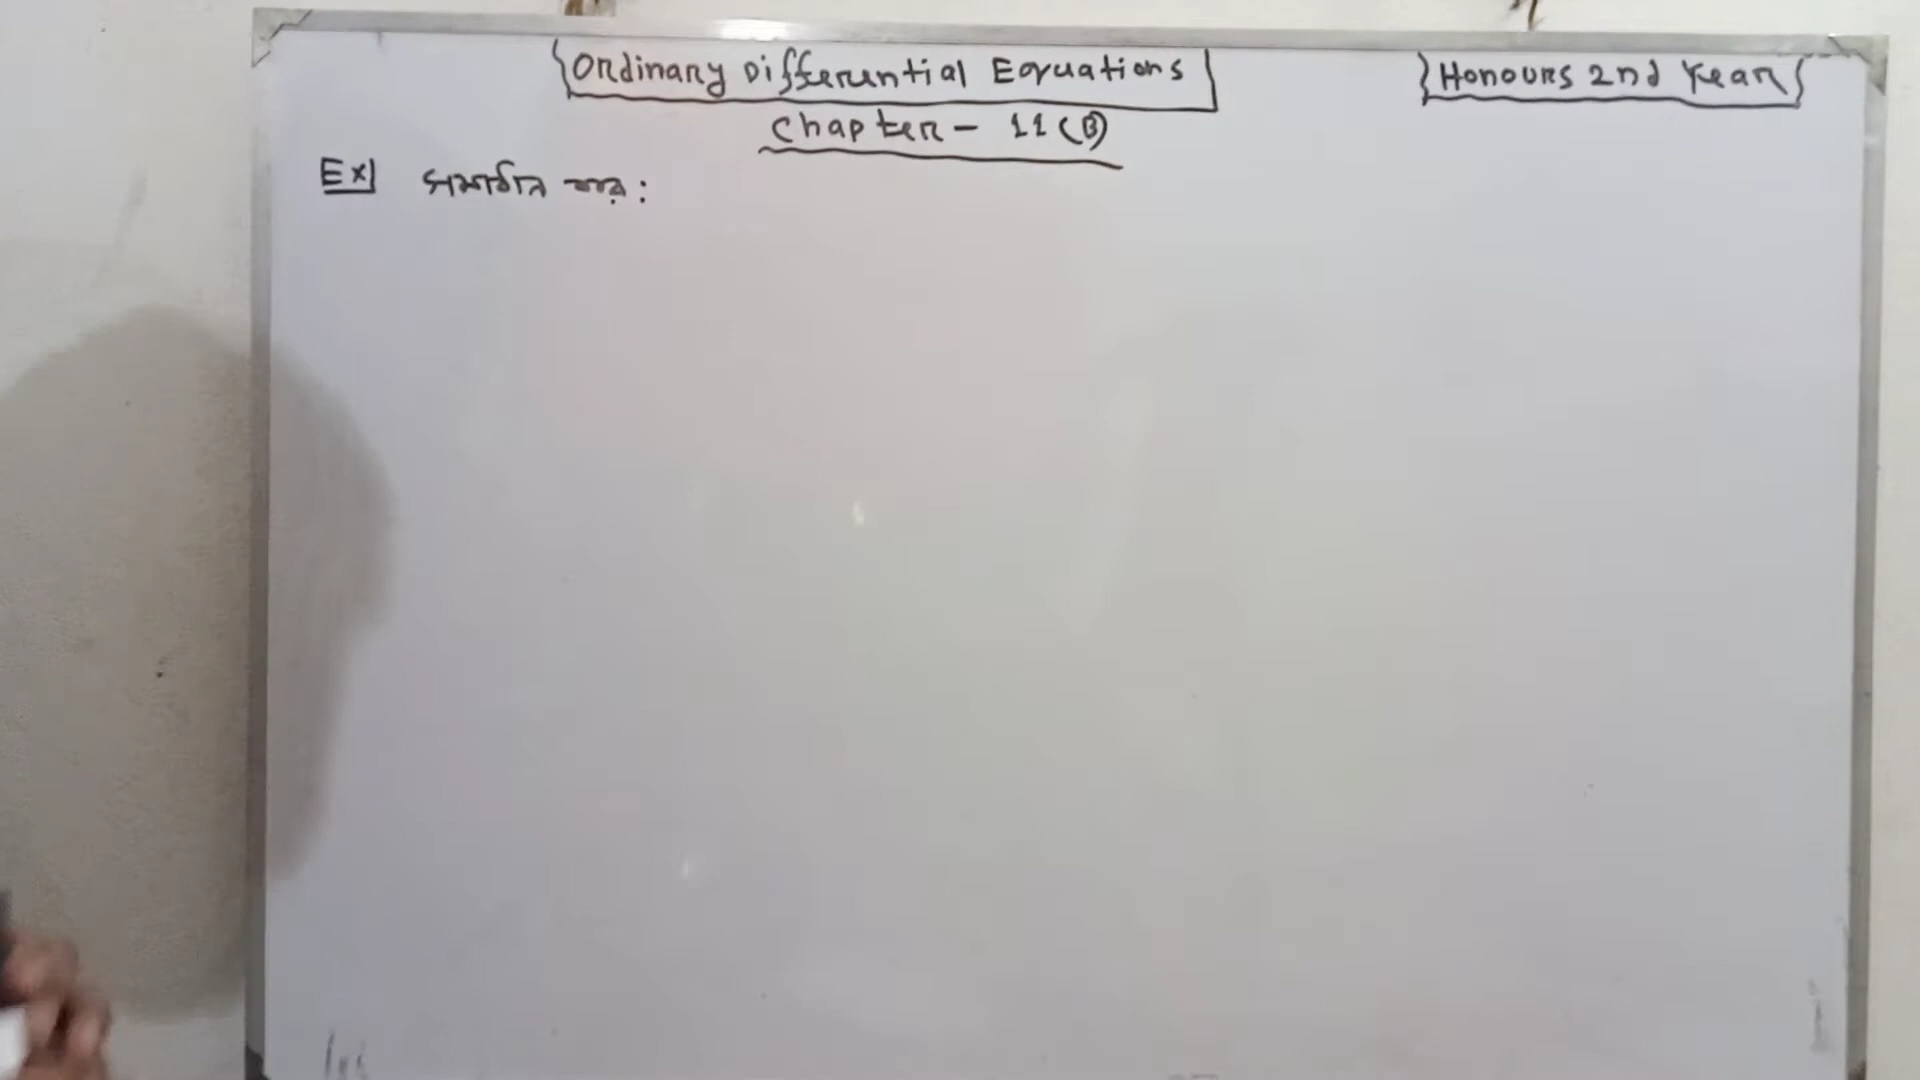 Ordinary Differential Equations
Honours 2nd Year
Chapter - 11(B)
Ex| সমাধান কর: